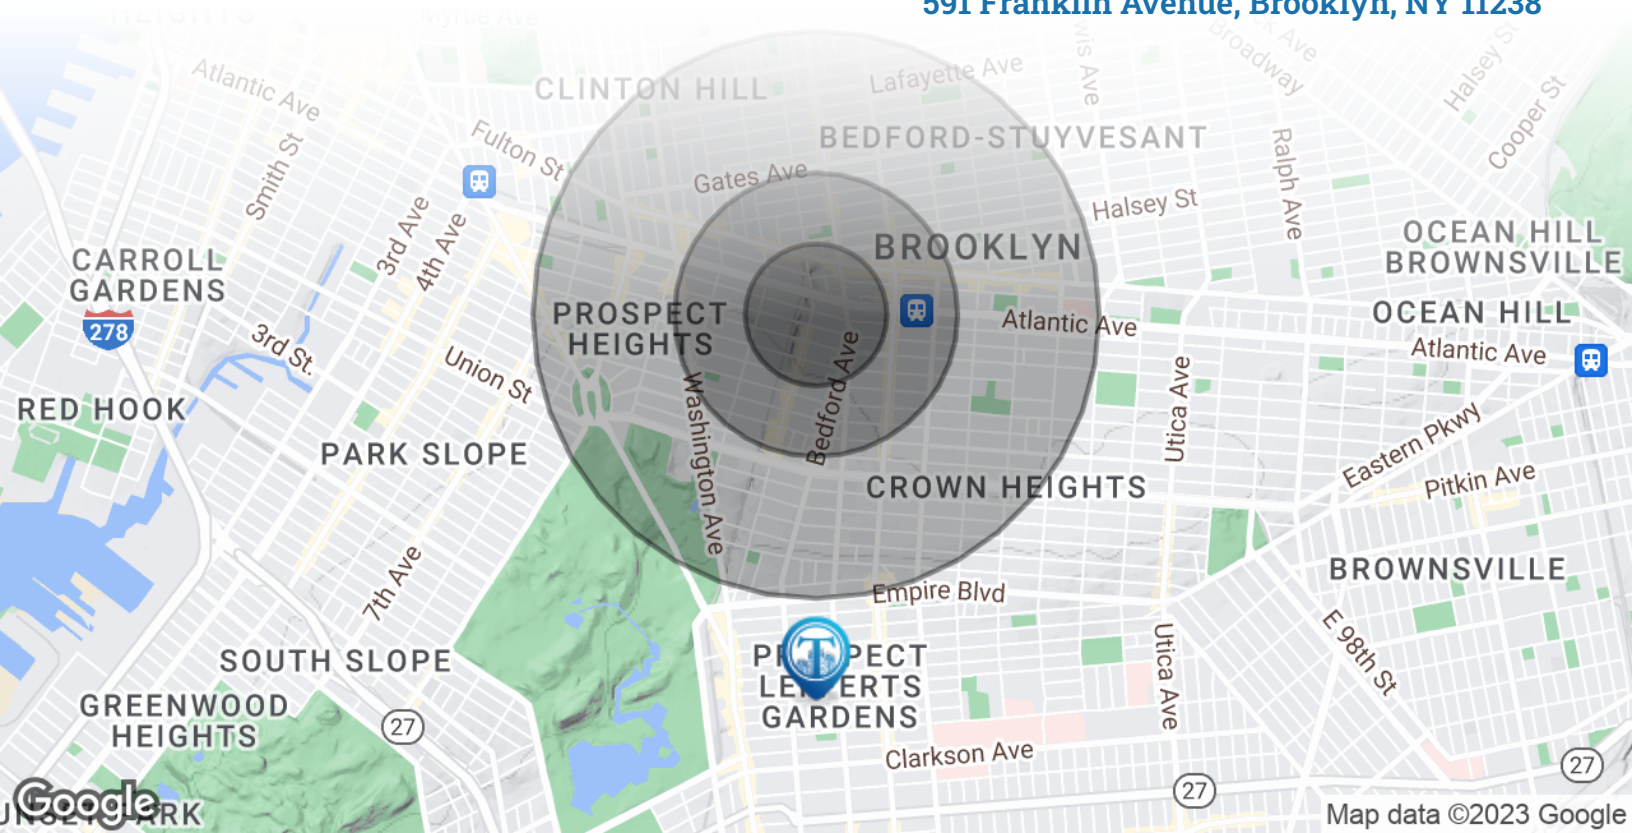 591 Franklin Avenue, Brooklyn, NY 11238
HEIGHTS
Myrtle Ave
Atlantic Ave
CLINTON HILL
Lafayette Ave
Broadway
Halsey St
Cooper St
Fulton St
BEDFORD-STUYVESANT
Smith St
Gates Ave
Ralph Ave
Halsey St
3rd Ave
4th Ave
BROOKLYN
OCEAN HILL
BROWNSVILLE
CARROLL
GARDENS
278
PROSPECT
HEIGHTS
Atlantic Ave
OCEAN HILL
3rd St.
Union St
Bedford Ave
Atlantic Ave
RED HOOK
Washington Ave
Utica Ave
PARK SLOPE
Eastern Pkwy
CROWN HEIGHTS
Pitkin Ave
7th Ave
Empire Blvd
BROWNSVILLE
T
SOUTH SLOPE
LEFFERTS
GARDENS
Utica Ave
E 98th St
GREENWOOD
HEIGHTS
27
Clarkson Ave
27
27
Google
Map data ©2023 Google